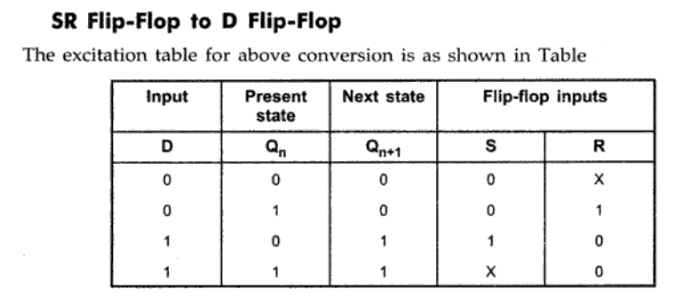 SR Flip-Flop to D Flip-Flop
The excitation table for above conversion is as shown in Table
Input Present state Next state Flip-flop inputs
D Qn Qn+1 S R
0 0 0 0 X
0 1 0 0 1
1 0 1 1 0
1 1 1 X 0